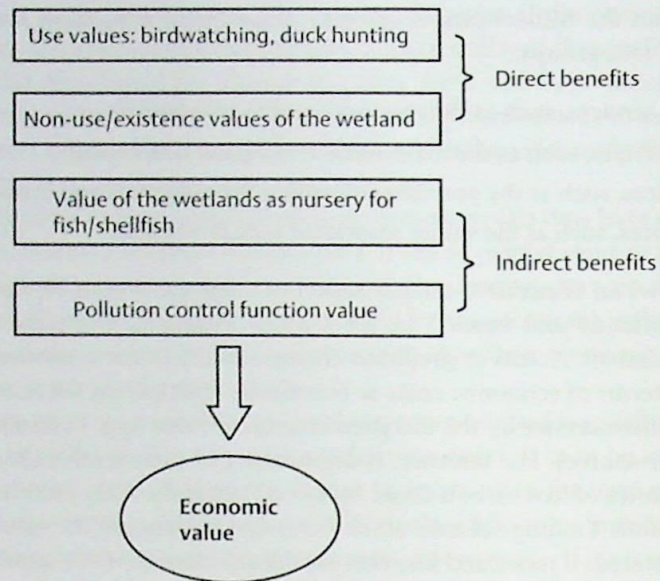 Use values: birdwatching, duck hunting
Direct benefits
Non-use/existence values of the wetland
Value of the wetlands as nursery for
fish/shellfish
Indirect benefits
Pollution control function value
Economic
value